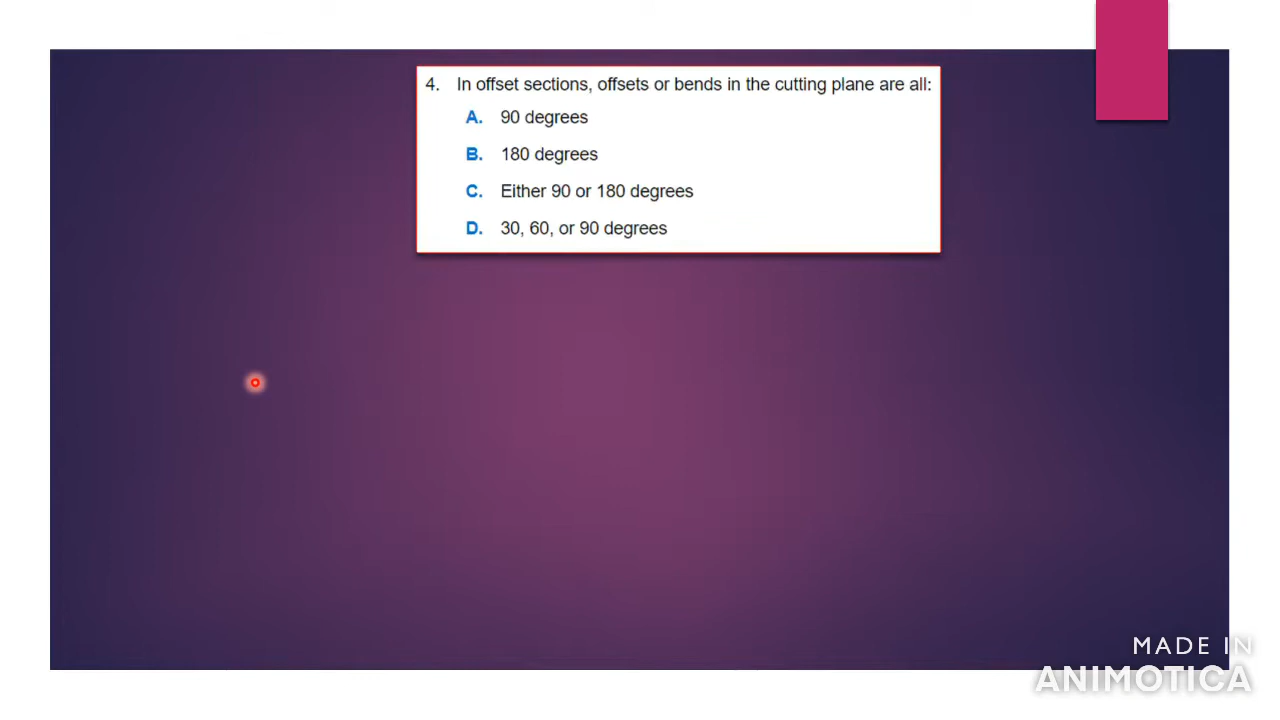 4. In offset sections, offsets or bends in the cutting plane are all:
A. 90 degrees
B. 180 degrees
C. Either 90 or 180 degrees
D. 30, 60, or 90 degrees
MADE IN
ANIMOTICA